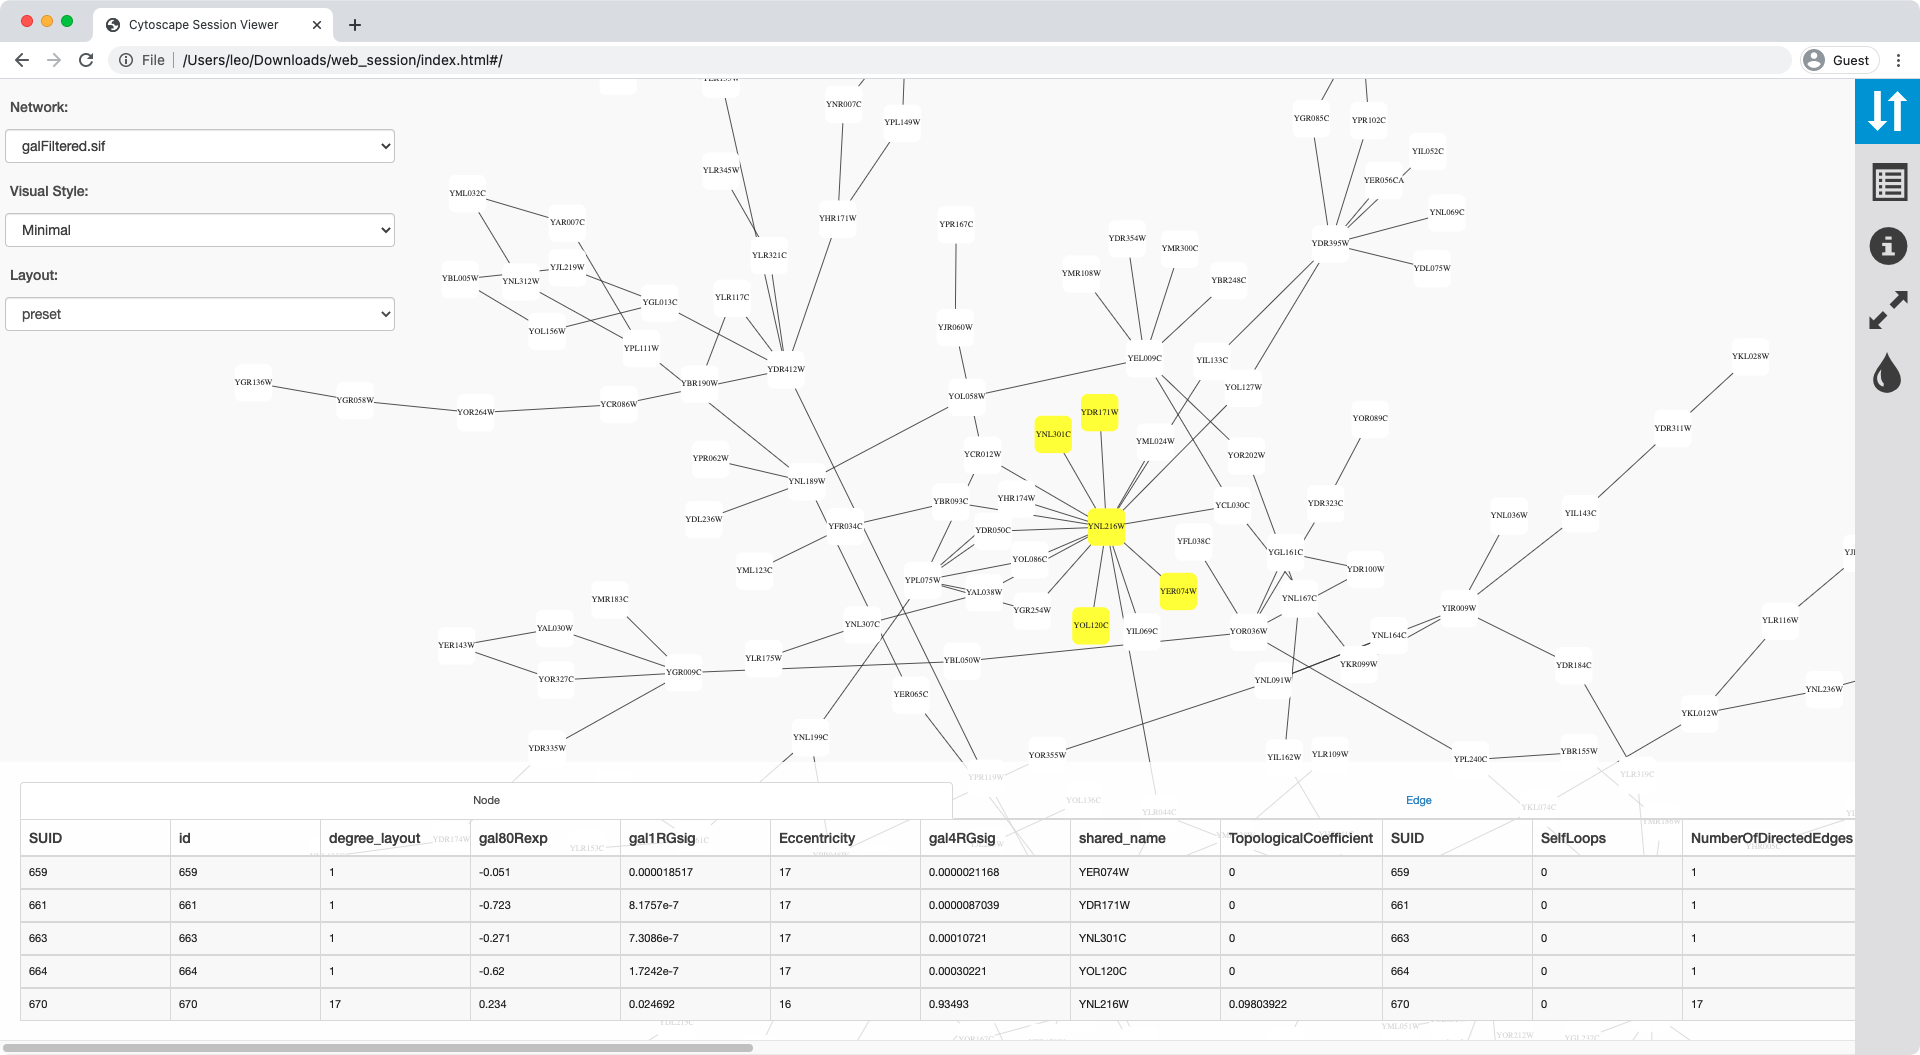 Cytoscape Session Viewer
File /Users/leo/Downloads/web_session/index.html#/
Guest
Network:
galFiltered.sif
Visual Style:
Minimal
Layout:
preset
YNR007C
YPL149W
YGR085C
YPR102C
YIL052C
YLR345W
YER056CA
YML032C
YAR007C
YHR171W
YPR167C
YNL069C
YDR354W
YMR300C
YDR395W
YLR321C
YBL005W
YNL312W
YJL219W
YMR108W
YBR248C
YDL075W
YGL013C
YLR117C
YOL156W
YJR060W
YPL111W
YEL009C
YIL133C
YKL028W
YGR136W
YBR190W
YDR412W
YOL127W
YGR058W
YOR264W
YCR086W
YOL058W
YDR171W
YNL301C
YML024W
YOR089C
YDR311W
YPR062W
YCR012W
YOR202W
YNL189W
YBR093C
YHR174W
YCL030C
YDR323C
YIL143C
YNL036W
YDL236W
YFR034C
YDR050C
YNL216W
YFL038C
YGL161C
YML123C
YOL086C
YDR100W
YPL075W
YAL038W
YER074W
YNL167C
YMR183C
YGR254W
YIR009W
YAL030W
YNL307C
YOL120C
YIL069C
YOR036W
YNL164C
YLR116W
YER143W
YLR175W
YBL050W
YKR099W
YDR184C
YOR327C
YGR009C
YNL091W
YNL236W
YER065C
YKL012W
YDR335W
YNL199C
YOR355W
YIL162W
YLR109W
YPL240C
YBR155W
YPR119W
YLR319C
YOL136C
YLR044C
YKL074C
Node
Edge
SUID id degree_layout gal80Rexp gal1RGsig Eccentricity gal4RGsig shared_name TopologicalCoefficient SUID SelfLoops NumberOfDirectedEdges
659 659 1 -0.051 0.000018517 17 0.0000021168 YER074W 0 659 0 1
661 661 1 -0.723 8.1757e-7 17 0.0000087039 YDR171W 0 661 0 1
663 663 1 -0.271 7.3086e-7 17 0.00010721 YNL301C 0 663 0 1
664 664 1 -0.62 1.7242e-7 17 0.00030221 YOL120C 0 664 0 1
670 670 17 0.234 0.024692 16 0.93493 YNL216W 0.09803922 670 0 17
YML051W
YOR212W